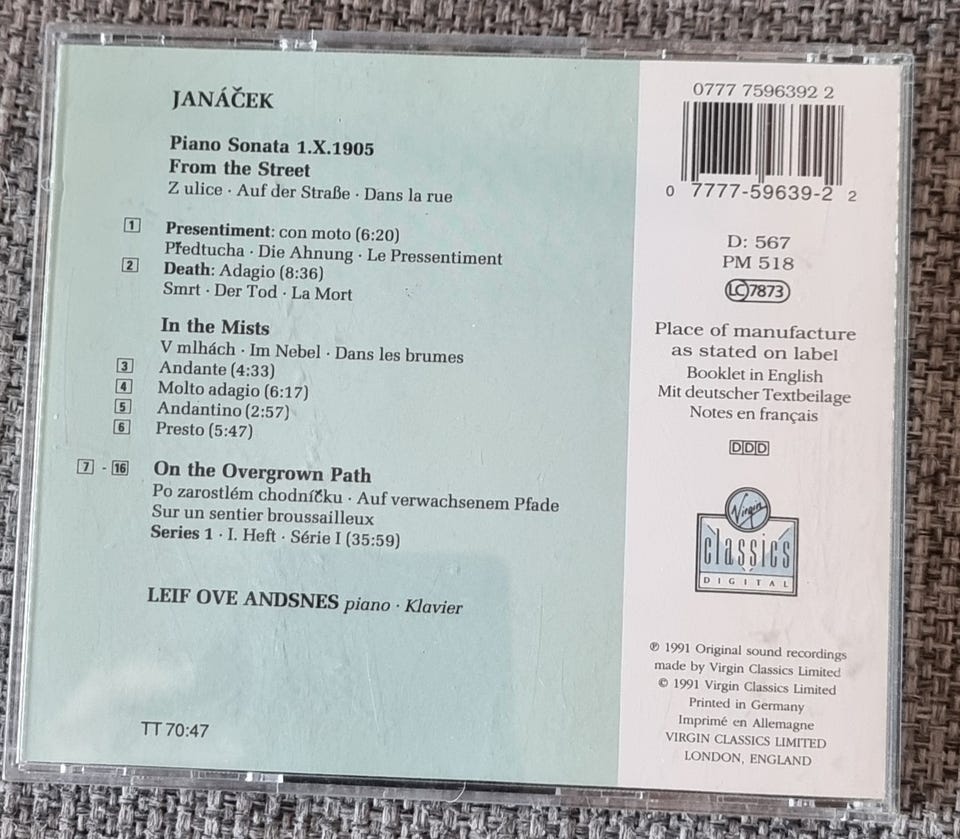 JANÁČEK
Piano Sonata 1.X.1905
From the Street
Z ulice · Auf der Straße · Dans la rue
1 Presentiment: con moto (6:20)
Předtucha · Die Ahnung · Le Pressentiment
2 Death: Adagio (8:36)
Smrt · Der Tod · La Mort
In the Mists
V mlhách · Im Nebel · Dans les brumes
3 Andante (4:33)
4 Molto adagio (6:17)
5 Andantino (2:57)
6 Presto (5:47)
7 - 16 On the Overgrown Path
Po zarostlém chodníčku · Auf verwachsenem Pfade
Sur un sentier broussailleux
Series 1 · I. Heft · Série I (35:59)
LEIF OVE ANDSNES piano · Klavier
TT 70:47
0777 7596392 2
0 7777-59639-2 2
D: 567
PM 518
LC 7873
Place of manufacture
as stated on label
Booklet in English
Mit deutscher Textbeilage
Notes en français
DDD
Virgin
classics
DIGITAL
℗ 1991 Original sound recordings
made by Virgin Classics Limited
© 1991 Virgin Classics Limited
Printed in Germany
Imprimé en Allemagne
VIRGIN CLASSICS LIMITED
LONDON, ENGLAND